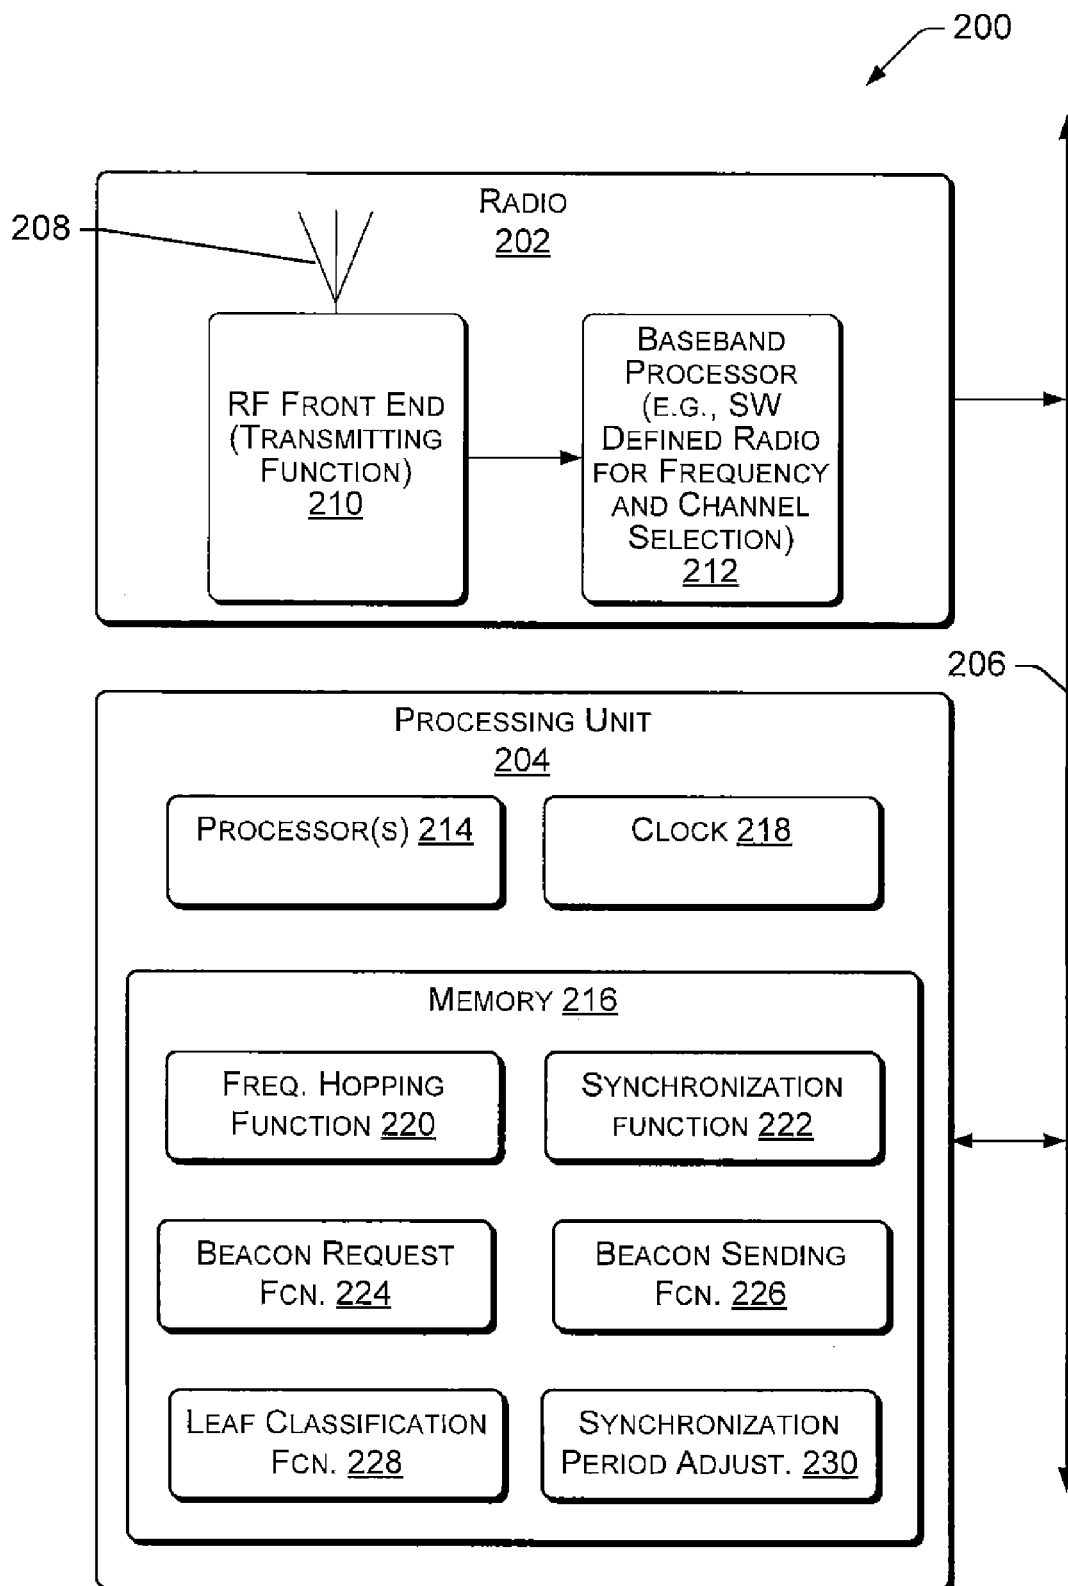 200
RADIO
202
208
RF FRONT END
(TRANSMITTING
FUNCTION)
210
BASEBAND
PROCESSOR
(E.G., SW
DEFINED RADIO
FOR FREQUENCY
AND CHANNEL
SELECTION)
212
206
PROCESSING UNIT
204
PROCESSOR(S) 214
CLOCK 218
MEMORY 216
FREQ. HOPPING
FUNCTION 220
SYNCHRONIZATION
FUNCTION 222
BEACON REQUEST
FCN. 224
BEACON SENDING
FCN. 226
LEAF CLASSIFICATION
FCN. 228
SYNCHRONIZATION
PERIOD ADJUST. 230